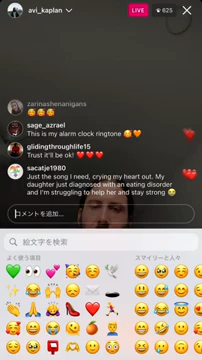 avi_kaplan
LIVE
625
zarinashenanigans
sage_azrael
This is my alarm clock ringtone
glidingthroughlife15
Trust it'll be ok!
sacatje1980
Just the song I need, crying my heart out. My
daughter just diagnosed with an eating disorder
and I'm struggling to help her and stay strong
コメントを追加...
絵文字を検索
よく使う項目
スマイリーと人々